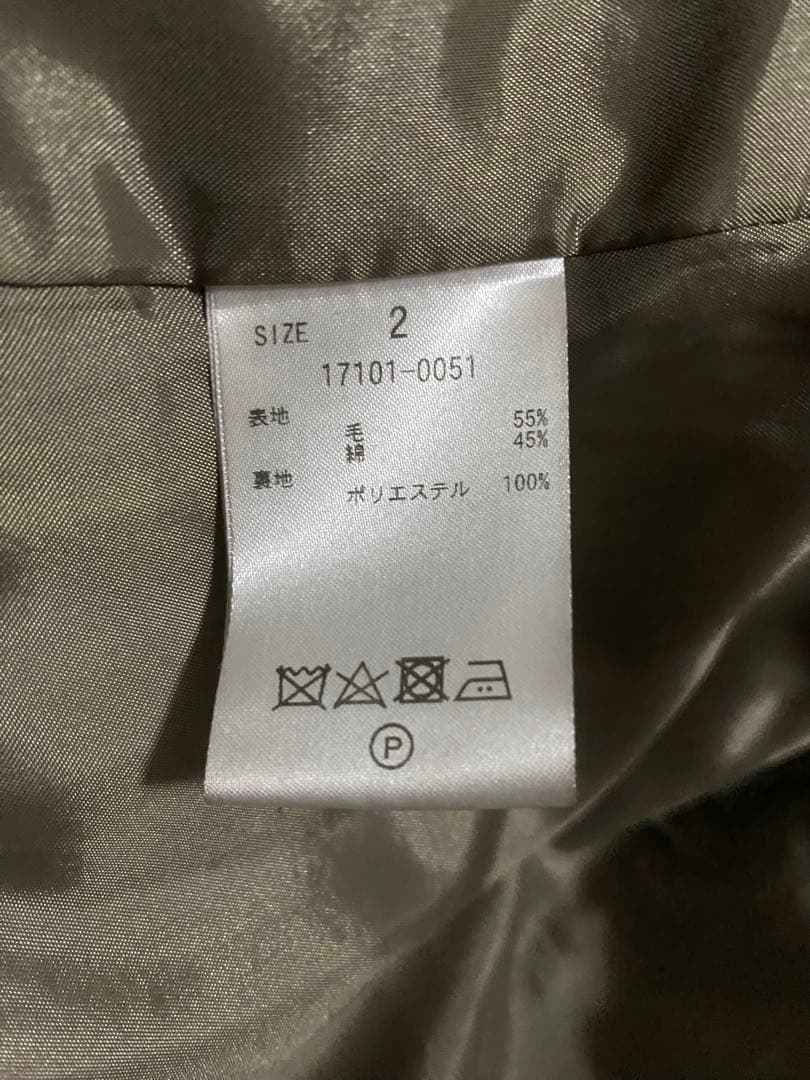 SIZE 2
17101-0051
表地 毛 55%
綿 45%
裏地 ポリエステル 100%
P